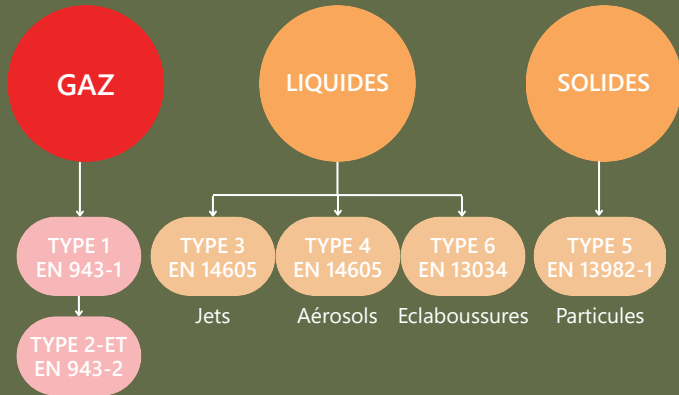 GAZ
LIQUIDES
SOLIDES
TYPE 1
EN 943-1
TYPE 3
EN 14605
TYPE 4
EN 14605
TYPE 6
EN 13034
TYPE 5
EN 13982-1
Jets
Aérosols
Eclaboussures
Particules
TYPE 2-ET
EN 943-2